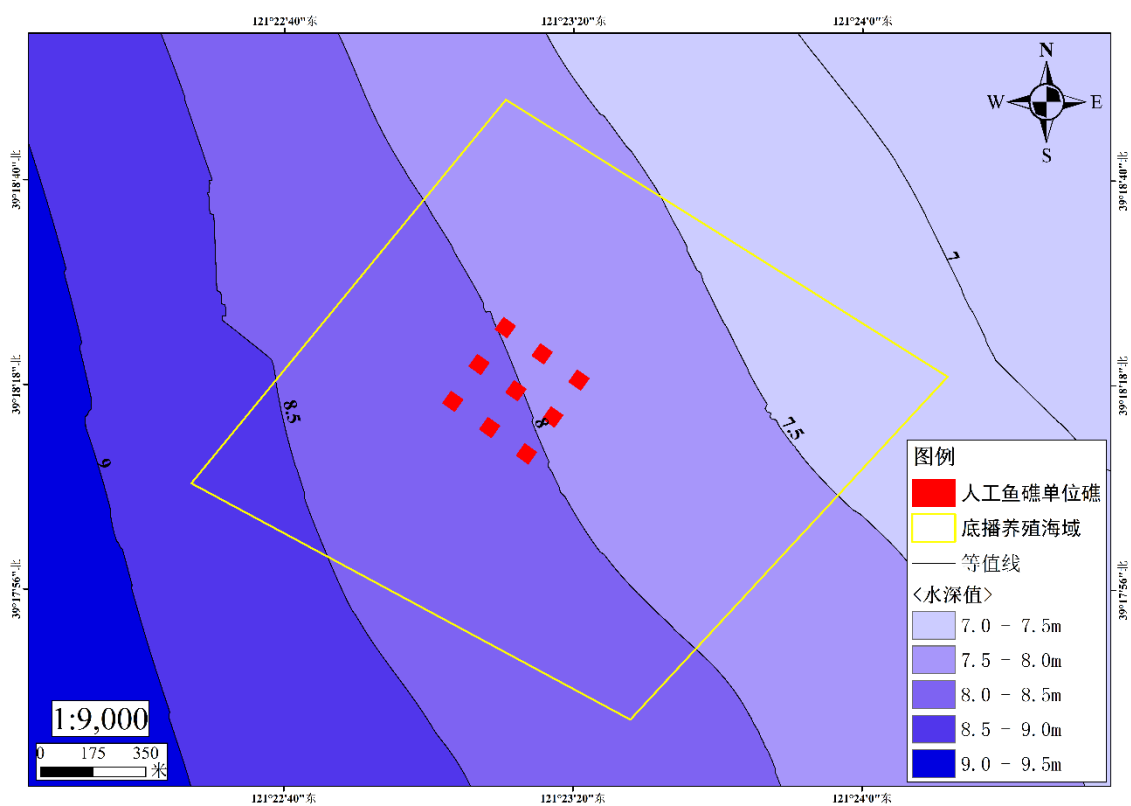 121°22'40"东
121°23'20"东
121°24'0"东
N
W
E
S
39°18'40"北
39°18'40"北
7
39°18'18"北
39°18'18"北
8.5
8
7.5
9
图例
人工鱼礁单位礁
底播养殖海域
等值线
<水深值>
7.0 - 7.5m
7.5 - 8.0m
8.0 - 8.5m
8.5 - 9.0m
9.0 - 9.5m
39°17'56"北
39°17'56"北
1:9,000
0 175 350
米
121°22'40"东
121°23'20"东
121°24'0"东